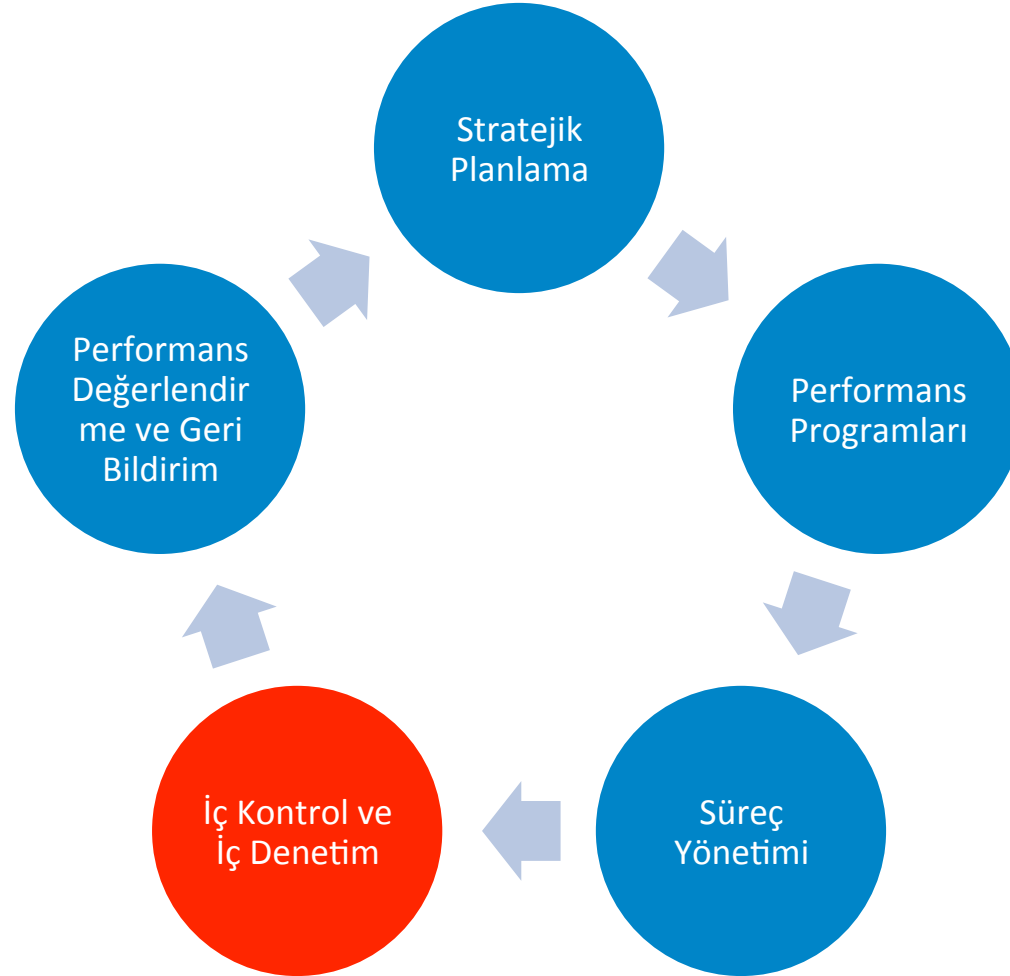 Stratejik
Planlama
Performans
Programları
Süreç
Yönetimi
İç Kontrol ve
İç Denetim
Performans
Değerlendir
me ve Geri
Bildirim